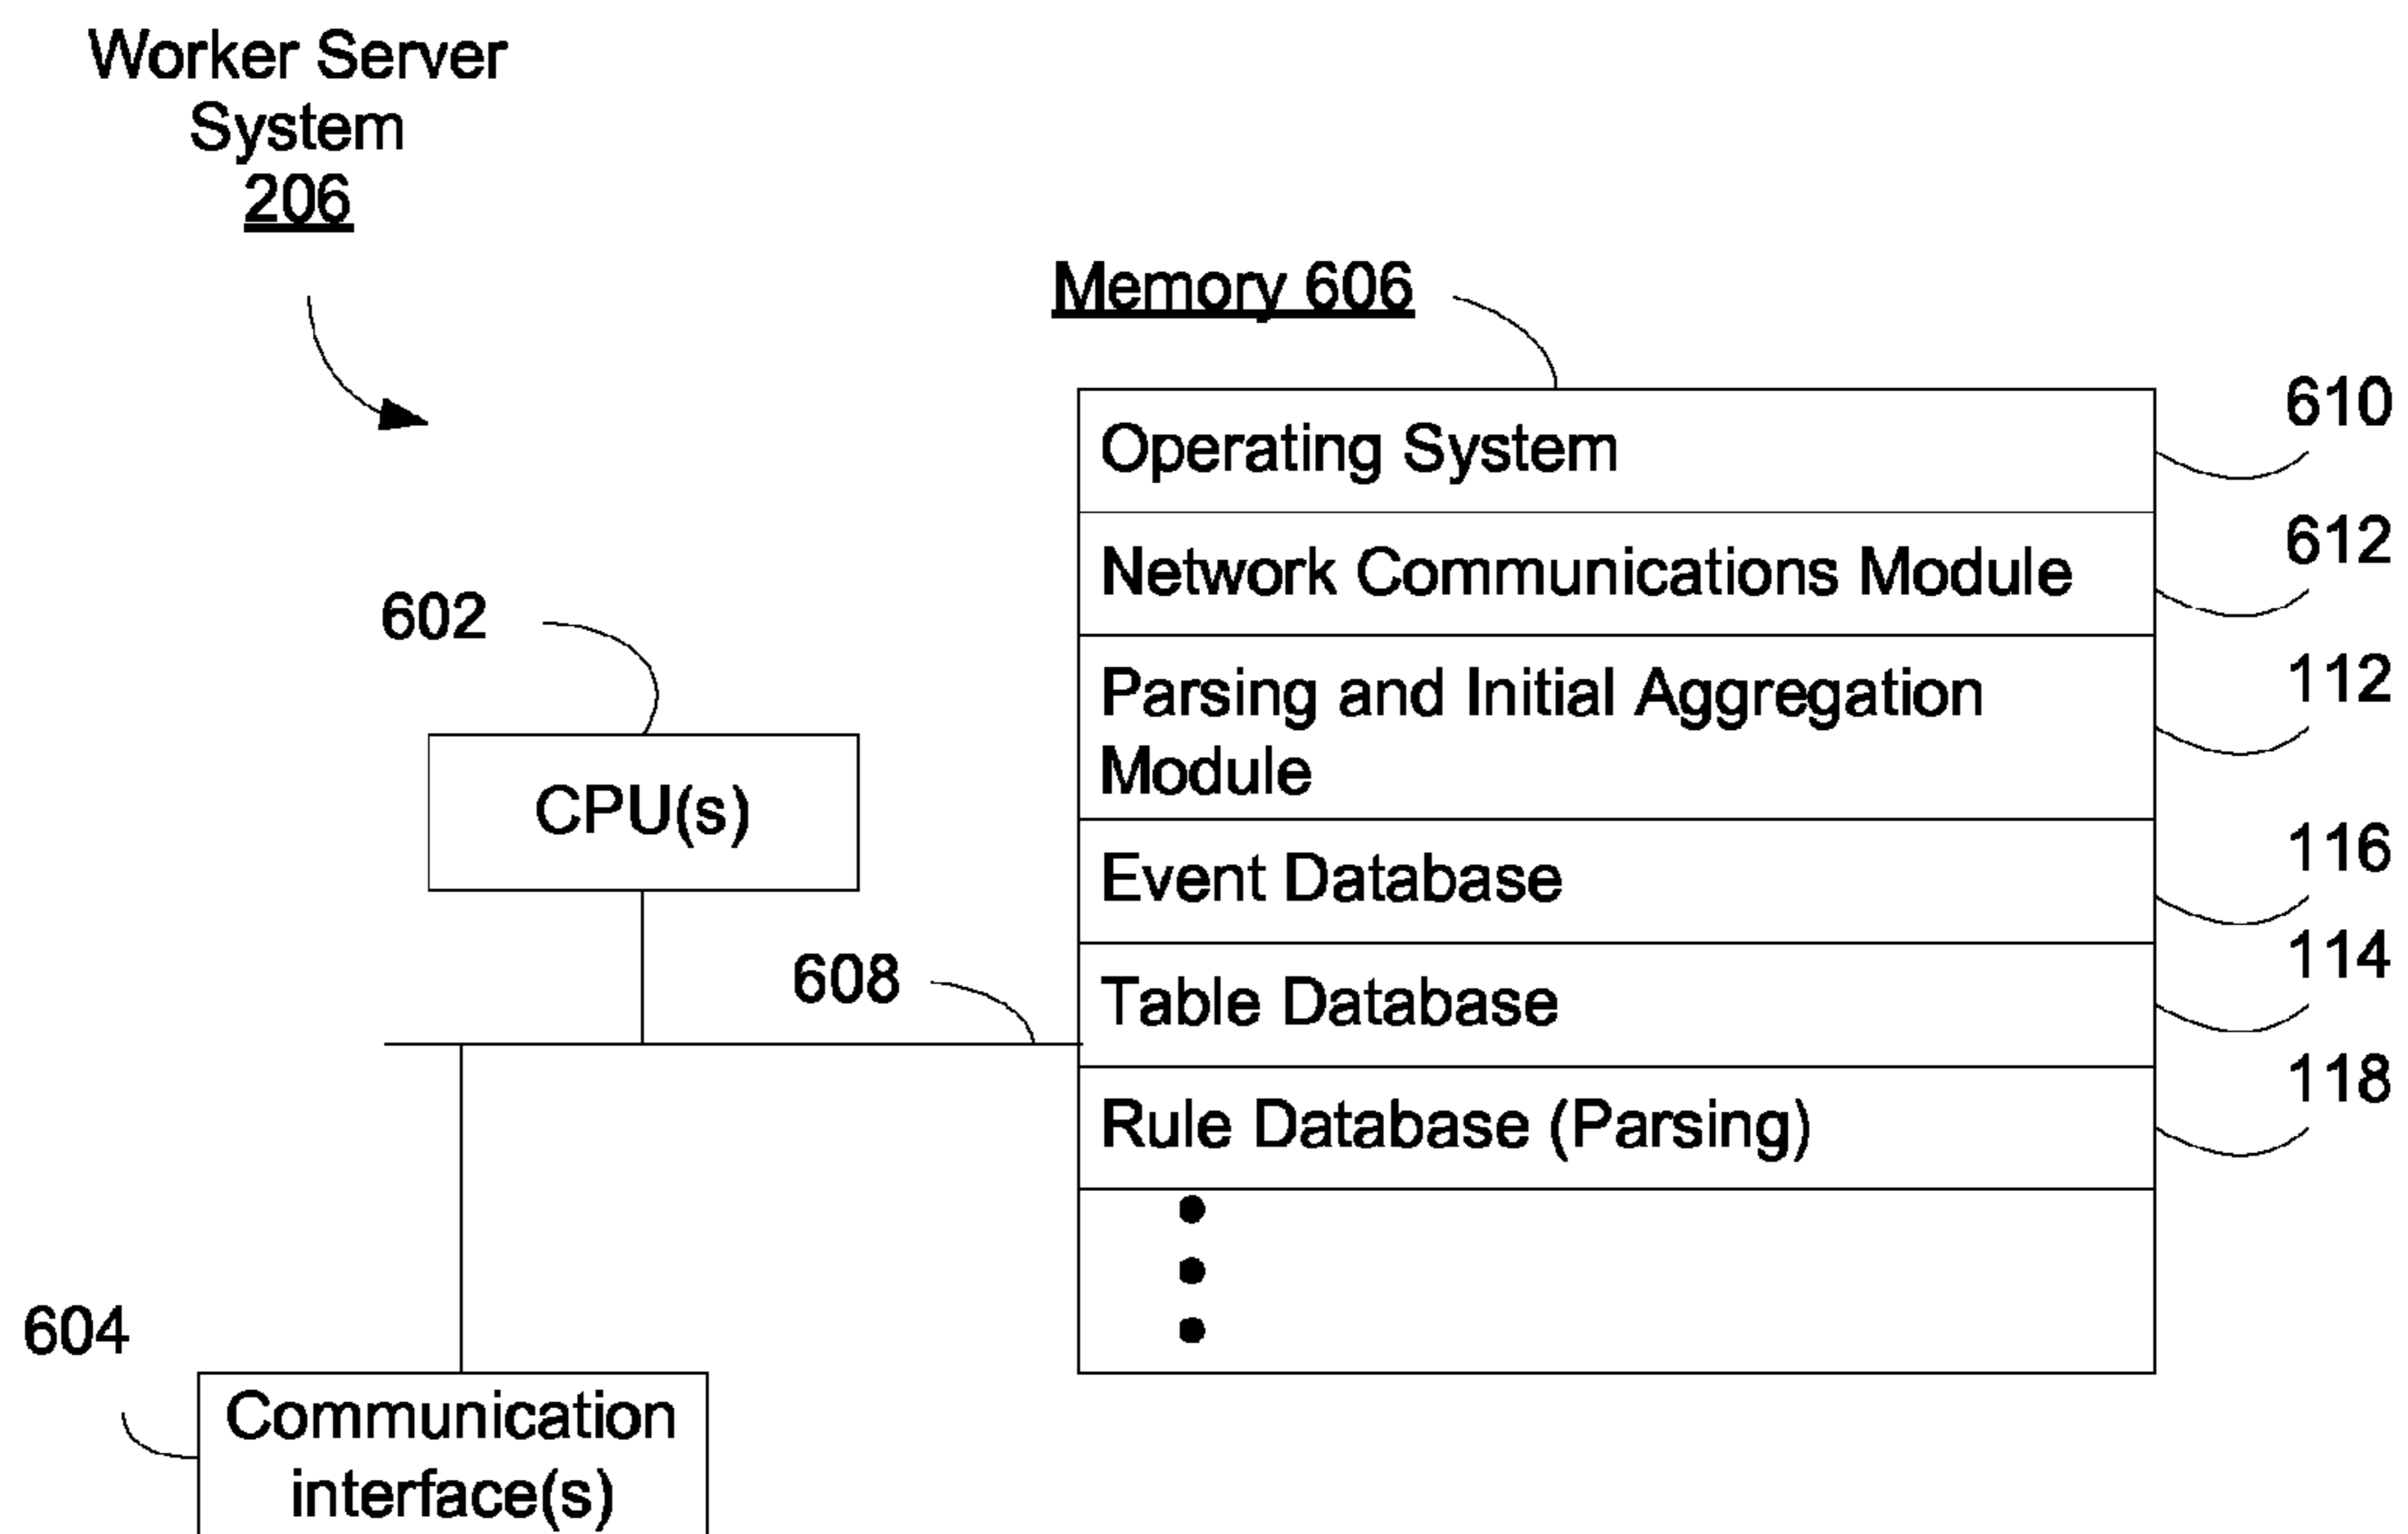 Worker Server
System
206
Memory 606
610
Operating System
612
Network Communications Module
602
112
Parsing and Initial Aggregation
Module
CPU(s)
116
Event Database
114
608
Table Database
118
Rule Database (Parsing)
604
Communication
interface(s)